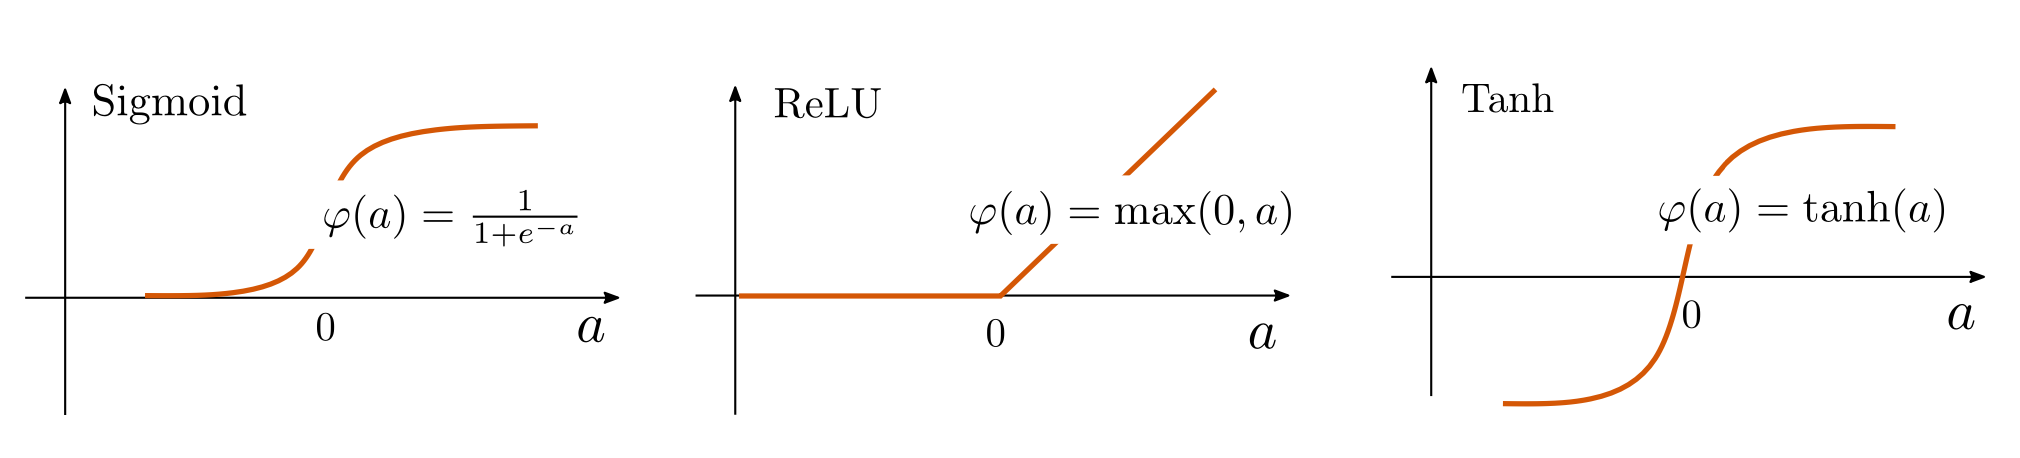 Sigmoid
φ(a) = 1/(1+e^{-a})
0
a
ReLU
φ(a) = max(0, a)
0
a
Tanh
φ(a) = tanh(a)
0
a